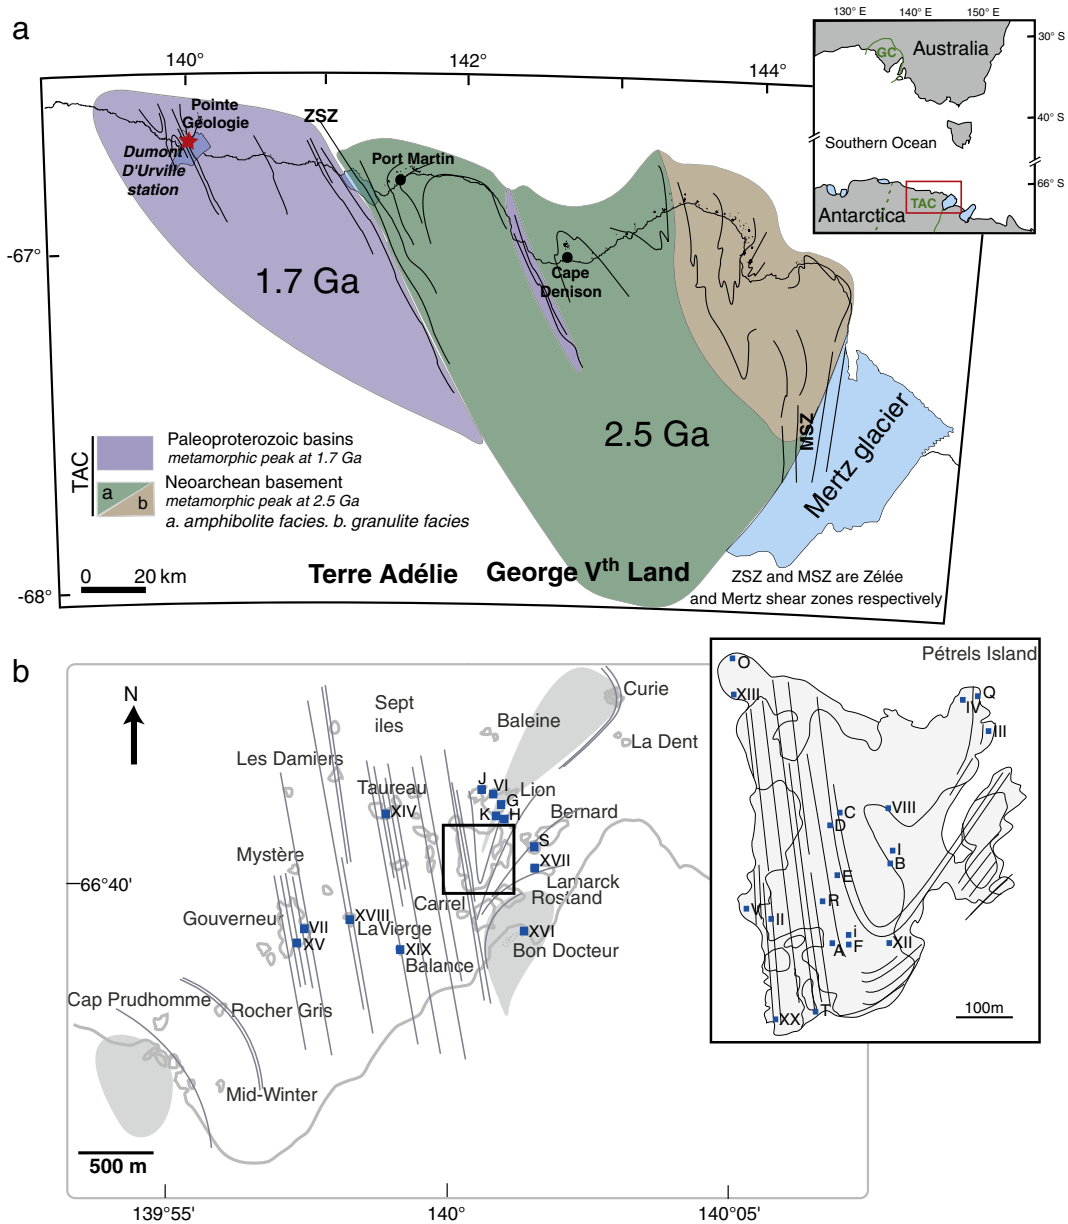 a
130° E 140° E 150° E
30° S
GC
Australia
40° S
Southern Ocean
66° S
TAC
Antarctica
140°
142°
144°
Pointe
Géologie
ZSZ
Dumont
D'Urville
station
Port Martin
-67°
1.7 Ga
Cape
Denison
2.5 Ga
MSZ
Mertz glacier
TAC
Paleoproterozoic basins
metamorphic peak at 1.7 Ga
a
b
Neoarchean basement
metamorphic peak at 2.5 Ga
a. amphibolite facies. b. granulite facies
0 20 km
Terre Adélie George Vth Land
ZSZ and MSZ are Zélée
and Mertz shear zones respectively
-68°
b
N
Sept
iles
Curie
Baleine
La Dent
Les Damiers
Taureau
J
VI
Lion
G
XIV
K
H
Bernard
S
Mystère
XVII
66°40'
Lamarck
Carrel
Rostand
Gouverneur
XVIII
VII
LaVierge
XVI
XV
XIX
Bon Docteur
Balance
Cap Prudhomme
Rocher Gris
Mid-Winter
500 m
139°55'
140°
140°05'
Pétrels Island
O
XIII
Q
IV
III
C
VIII
D
I
B
E
R
V
II
i
A
F
XII
T
XX
100m